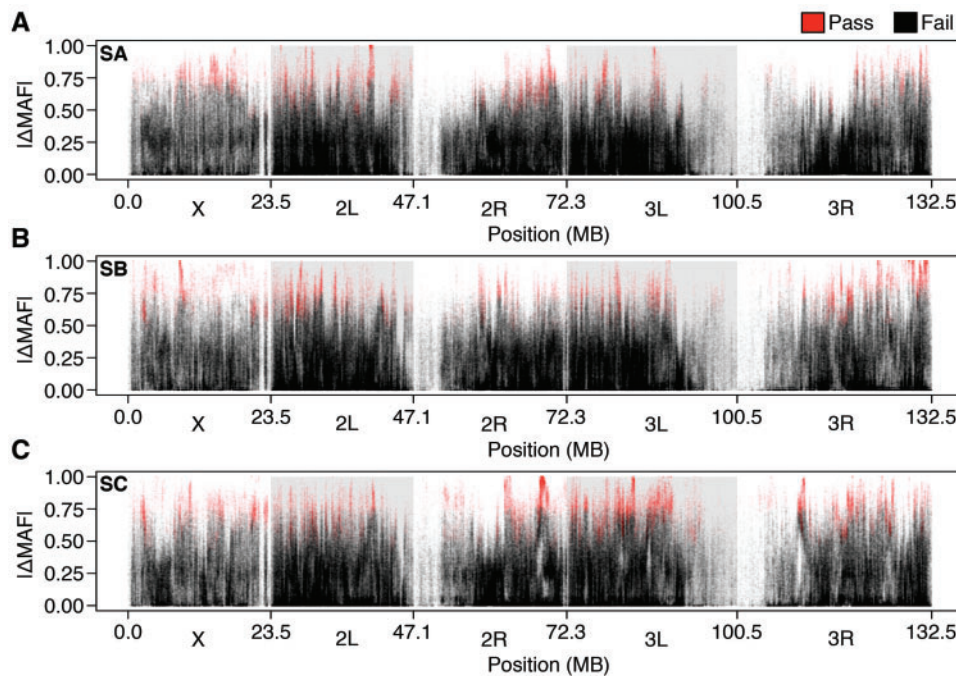 A
Pass Fail
SA
|ΔMAF|
1.00
0.75
0.50
0.25
0.00
0.0 23.5 47.1 72.3 100.5 132.5
X 2L 2R 3L 3R
Position (MB)
B
SB
|ΔMAF|
1.00
0.75
0.50
0.25
0.00
0.0 23.5 47.1 72.3 100.5 132.5
X 2L 2R 3L 3R
Position (MB)
C
SC
|ΔMAF|
1.00
0.75
0.50
0.25
0.00
0.0 23.5 47.1 72.3 100.5 132.5
X 2L 2R 3L 3R
Position (MB)